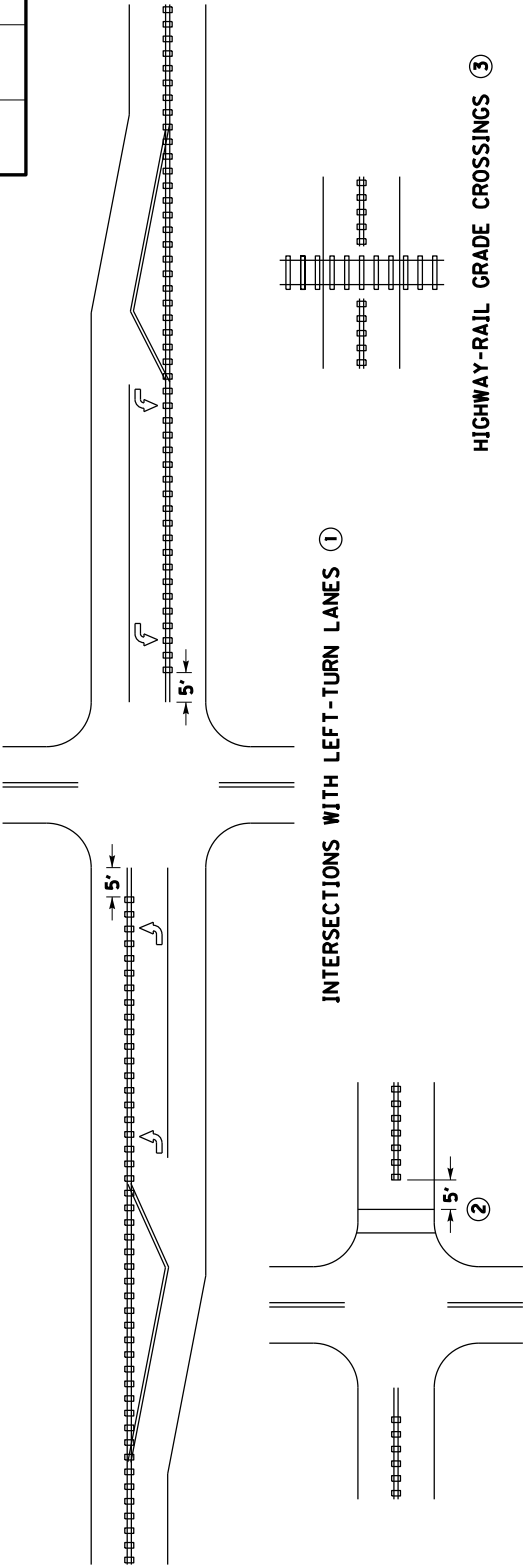 5'
5'
INTERSECTIONS WITH LEFT-TURN LANES ①
5'
②
HIGHWAY-RAIL GRADE CROSSINGS ③